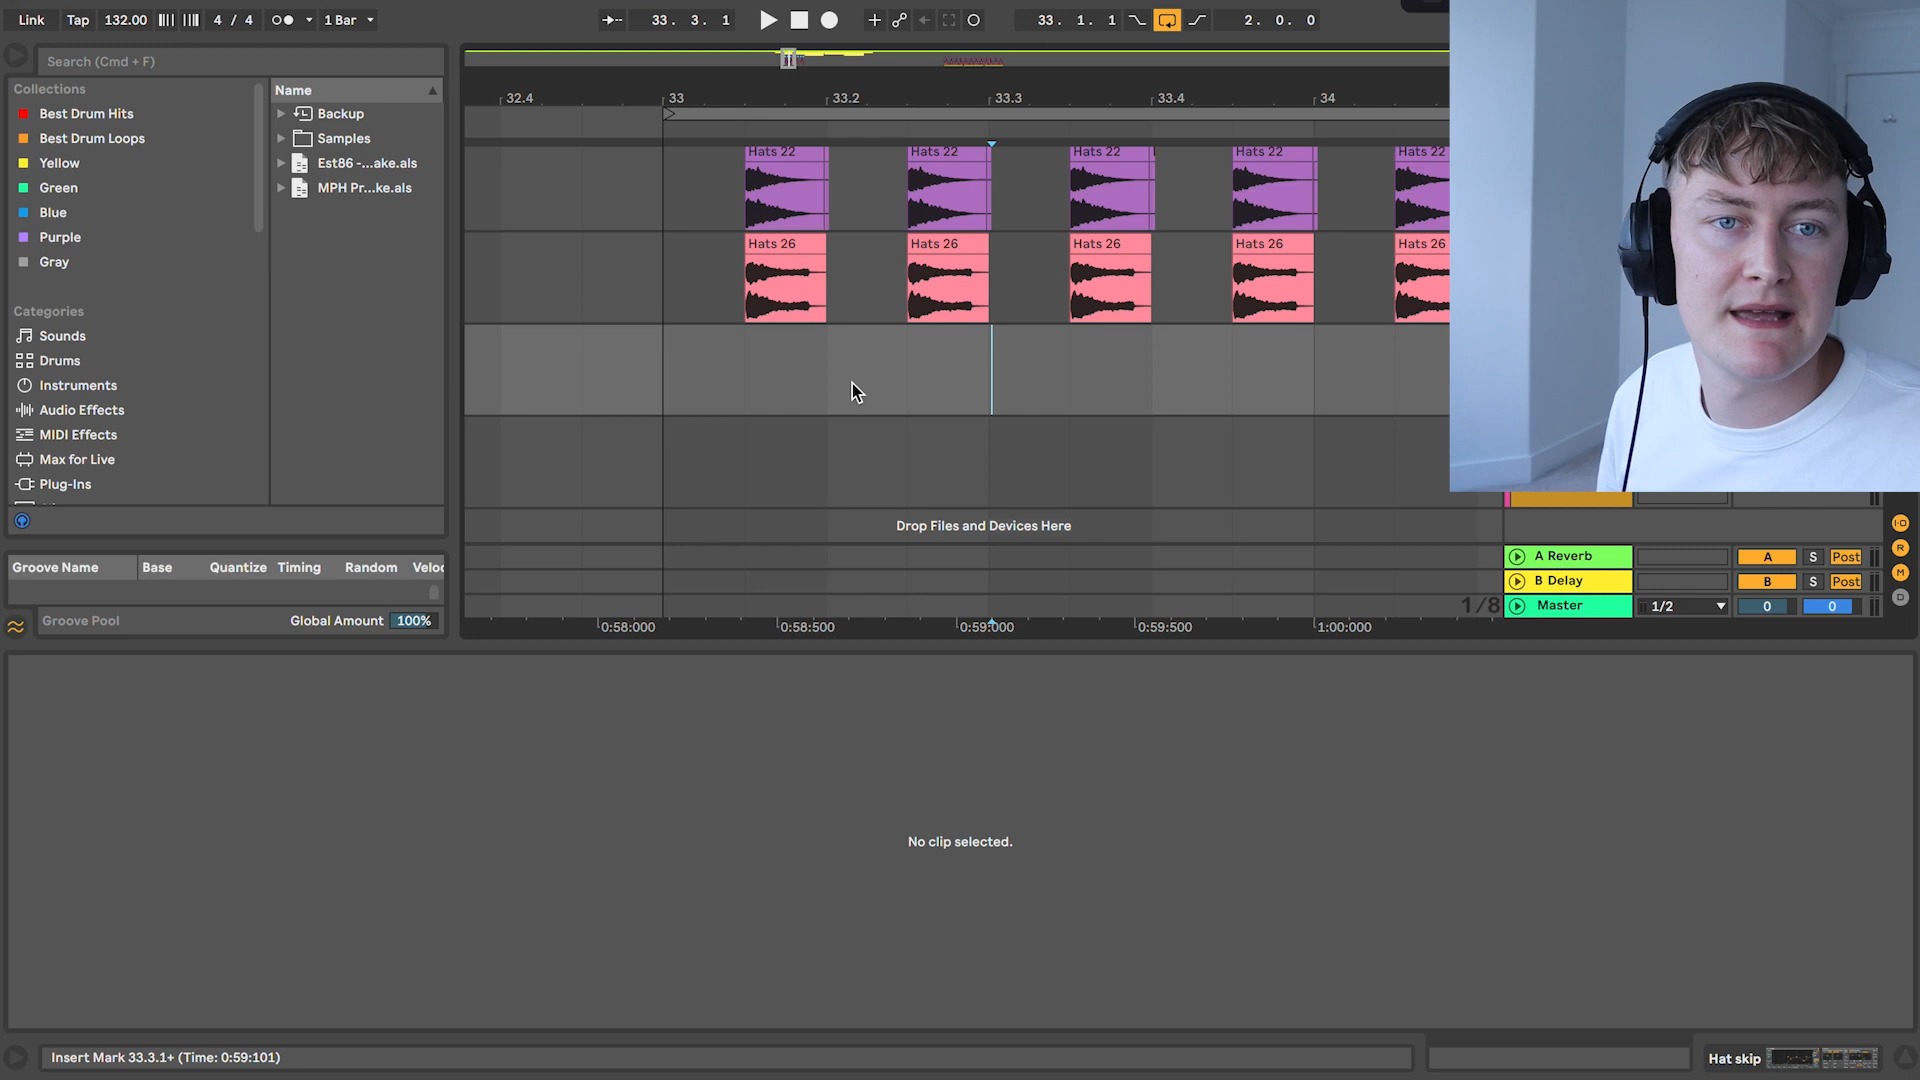 Link Tap 132.00 4 / 4 1 Bar 33. 3. 1 33. 1. 1 2. 0. 0
Search (Cmd + F)
Collections
Best Drum Hits
Best Drum Loops
Yellow
Green
Blue
Purple
Gray
Categories
Sounds
Drums
Instruments
Audio Effects
MIDI Effects
Max for Live
Plug-Ins
Name
Backup
Samples
Est86 -...ake.als
MPH Pr...ke.als
Groove Name Base Quantize Timing Random Veloc
Groove Pool Global Amount 100%
32.4 33 33.2 33.3 33.4 34
Hats 22 Hats 22 Hats 22 Hats 22 Hats 22
Hats 26 Hats 26 Hats 26 Hats 26 Hats 26
Drop Files and Devices Here
A Reverb A S Post
B Delay B S Post
1/8 Master 1/2 0 0
I·O
R
M
D
0:58:000 0:58:500 0:59:000 0:59:500 1:00:000
No clip selected.
Insert Mark 33.3.1+ (Time: 0:59:101)
Hat skip